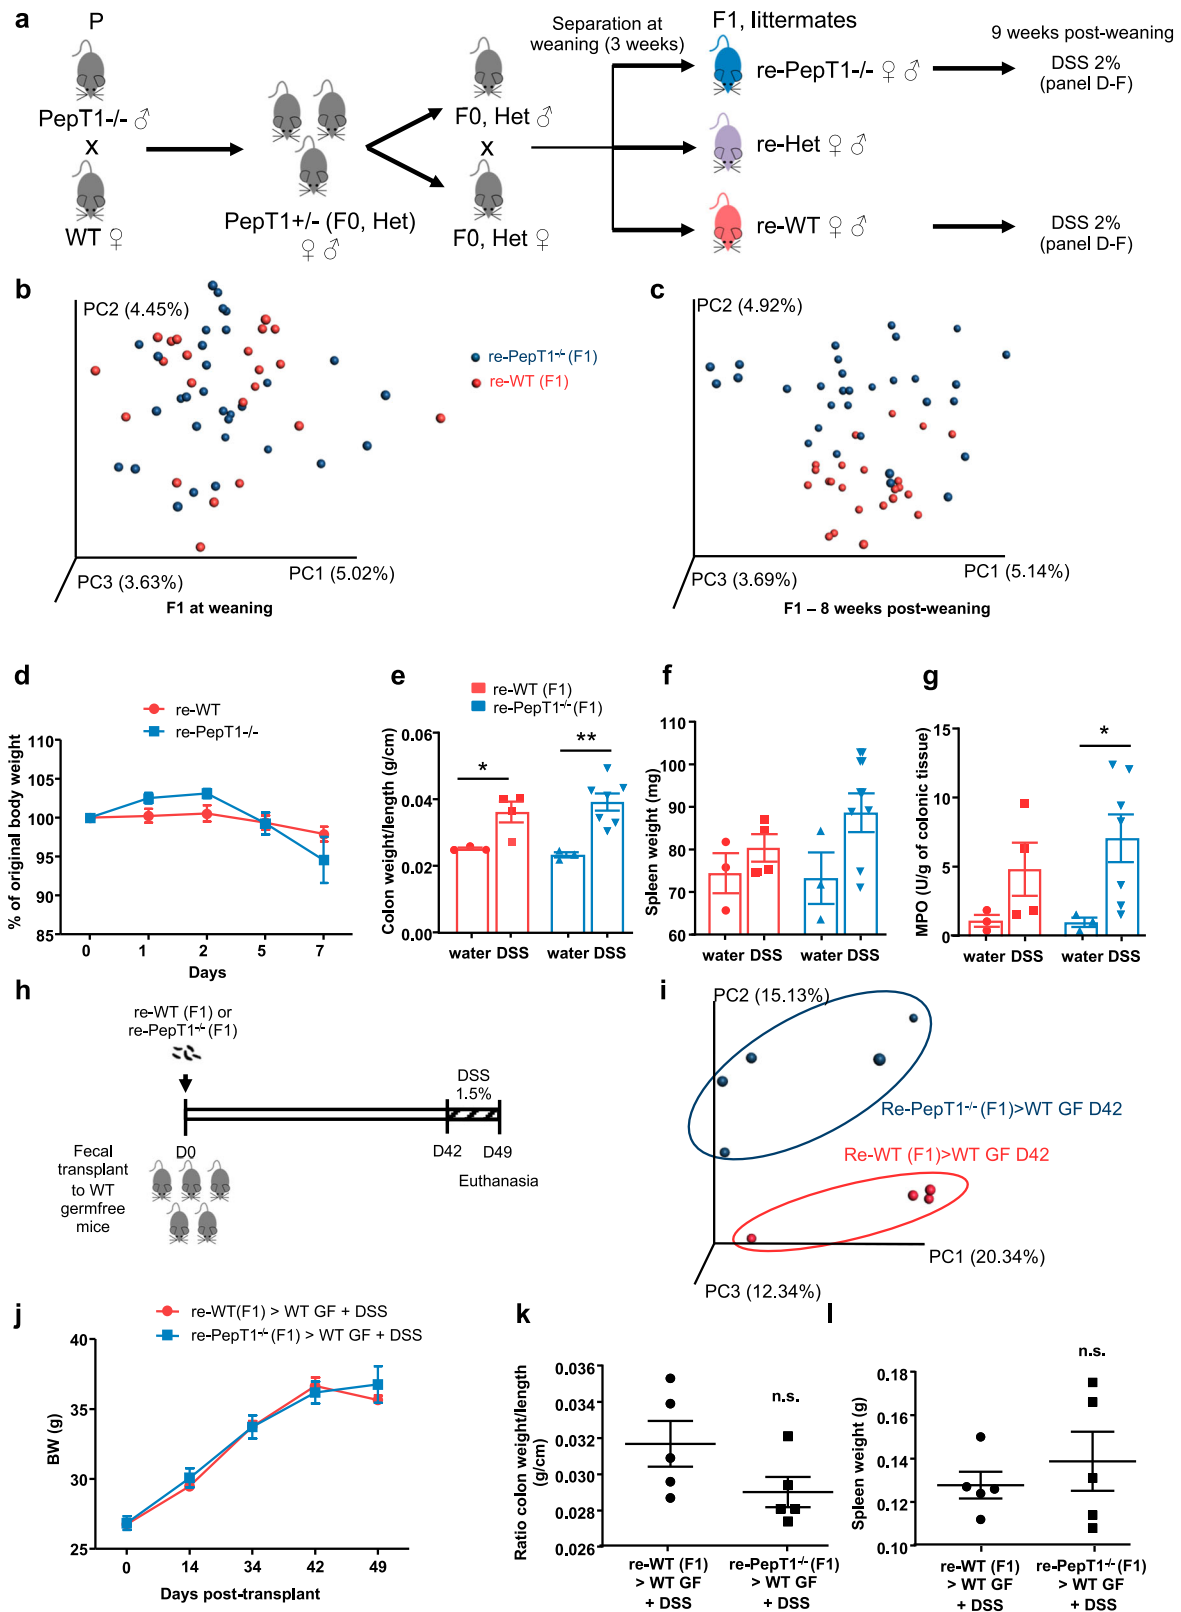 a
P
PepT1-/- ♂
x
WT ♀
PepT1+/- (F0, Het)
♀ ♂
F0, Het ♂
x
F0, Het ♀
Separation at
weaning (3 weeks)
F1, littermates
re-PepT1-/- ♀ ♂
re-Het ♀ ♂
re-WT ♀ ♂
9 weeks post-weaning
DSS 2%
(panel D-F)
DSS 2%
(panel D-F)
b
PC2 (4.45%)
PC1 (5.02%)
PC3 (3.63%)
F1 at weaning
re-PepT1-/- (F1)
re-WT (F1)
c
PC2 (4.92%)
PC1 (5.14%)
PC3 (3.69%)
F1 – 8 weeks post-weaning
d
re-WT
re-PepT1-/-
% of original body weight
110
105
100
95
90
85
0 1 2 5 7
Days
e
re-WT (F1)
re-PepT1-/- (F1)
Colon weight/length (g/cm)
0.06
0.04
0.02
0.00
*
**
water DSS water DSS
f
Spleen weight (mg)
110
100
90
80
70
60
water DSS water DSS
g
MPO (U/g of colonic tissue)
15
10
5
0
*
water DSS water DSS
h
re-WT (F1) or
re-PepT1-/- (F1)
D0
DSS
1.5%
D42 D49
Euthanasia
Fecal
transplant
to WT
germfree
mice
i
PC2 (15.13%)
Re-PepT1-/- (F1)>WT GF D42
Re-WT (F1)>WT GF D42
PC1 (20.34%)
PC3 (12.34%)
j
re-WT(F1) > WT GF + DSS
re-PepT1-/- (F1) > WT GF + DSS
BW (g)
40
35
30
25
0 14 34 42 49
Days post-transplant
k
Ratio colon weight/length
(g/cm)
0.036
0.034
0.032
0.030
0.028
0.026
n.s.
re-WT (F1)
> WT GF
+ DSS
re-PepT1-/- (F1)
> WT GF
+ DSS
l
Spleen weight (g)
0.18
0.16
0.14
0.12
0.10
n.s.
re-WT (F1)
> WT GF
+ DSS
re-PepT1-/- (F1)
> WT GF
+ DSS